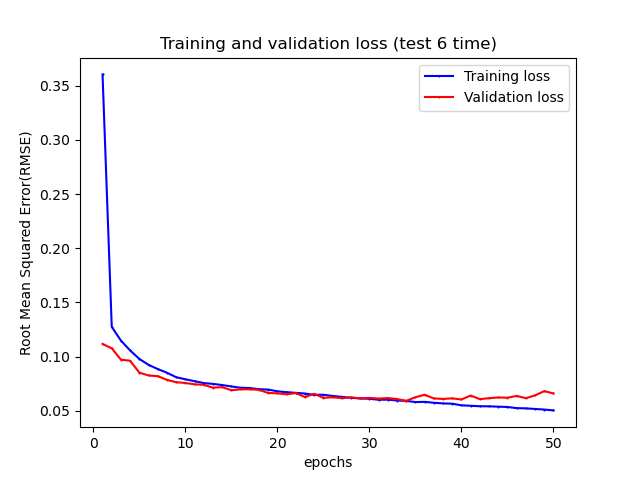 Training and validation loss (test 6 time)
Training loss
Validation loss
Root Mean Squared Error(RMSE)
0.35
0.30
0.25
0.20
0.15
0.10
0.05
0 10 20 30 40 50
epochs